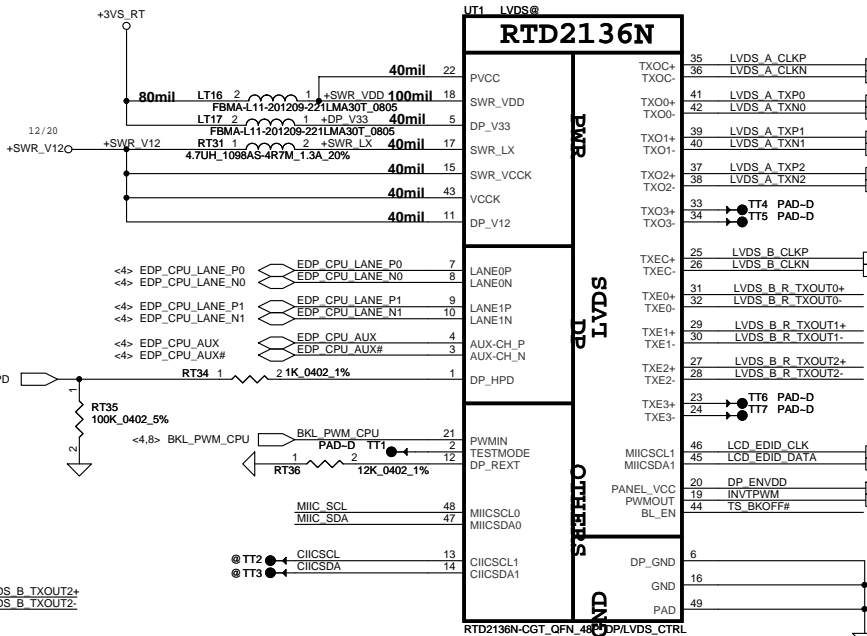 UT1 LVDS@
RTD2136N
+3VS_RT
40mil 22 PVCC
80mil LT16 2 1 +SWR_VDD 100mil 18 SWR_VDD
FBMA-L11-201209-221LMA30T_0805
LT17 2 1 +DP_V33 40mil 5 DP_V33
FBMA-L11-201209-221LMA30T_0805
12/20
+SWR_V12 +SWR_V12 RT31 1 2 +SWR_LX 40mil 17 SWR_LX
4.7UH_1098AS-4R7M_1.3A_20%
40mil 15 SWR_VCCK
40mil 43 VCCK
40mil 11 DP_V12
PWR
<4> EDP_CPU_LANE_P0 EDP_CPU_LANE_P0 7 LANE0P
<4> EDP_CPU_LANE_N0 EDP_CPU_LANE_N0 8 LANE0N
<4> EDP_CPU_LANE_P1 EDP_CPU_LANE_P1 9 LANE1P
<4> EDP_CPU_LANE_N1 EDP_CPU_LANE_N1 10 LANE1N
<4> EDP_CPU_AUX EDP_CPU_AUX 4 AUX-CH_P
<4> EDP_CPU_AUX# EDP_CPU_AUX# 3 AUX-CH_N
PD RT34 1 2 1K_0402_1% 1 DP_HPD
DP
LVDS
1
RT35
100K_0402_5%
2
<4,8> BKL_PWM_CPU BKL_PWM_CPU 21 PWMIN
PAD~D TT1 2 TESTMODE
1 2 12 DP_REXT
RT36 12K_0402_1%
MIIC_SCL 48 MIICSCL0
MIIC_SDA 47 MIICSDA0
@ TT2 CIICSCL 13 CIICSCL1
@ TT3 CIICSDA 14 CIICSDA1
OTHERS
DS_B_TXOUT2+
DS_B_TXOUT2-
TXOC+ 35 LVDS_A_CLKP
TXOC- 36 LVDS_A_CLKN
TXO0+ 41 LVDS_A_TXP0
TXO0- 42 LVDS_A_TXN0
TXO1+ 39 LVDS_A_TXP1
TXO1- 40 LVDS_A_TXN1
TXO2+ 37 LVDS_A_TXP2
TXO2- 38 LVDS_A_TXN2
TXO3+ 33 TT4 PAD~D
TXO3- 34 TT5 PAD~D
TXEC+ 25 LVDS_B_CLKP
TXEC- 26 LVDS_B_CLKN
TXE0+ 31 LVDS_B_R_TXOUT0+
TXE0- 32 LVDS_B_R_TXOUT0-
TXE1+ 29 LVDS_B_R_TXOUT1+
TXE1- 30 LVDS_B_R_TXOUT1-
TXE2+ 27 LVDS_B_R_TXOUT2+
TXE2- 28 LVDS_B_R_TXOUT2-
TXE3+ 23 TT6 PAD~D
TXE3- 24 TT7 PAD~D
MIICSCL1 46 LCD_EDID_CLK
MIICSDA1 45 LCD_EDID_DATA
PANEL_VCC 20 DP_ENVDD
PWMOUT 19 INVTPWM
BL_EN 44 TS_BKOFF#
DP_GND 6
GND 16
PAD 49
GND
RTD2136N-CGT_QFN_48P DP/LVDS_CTRL